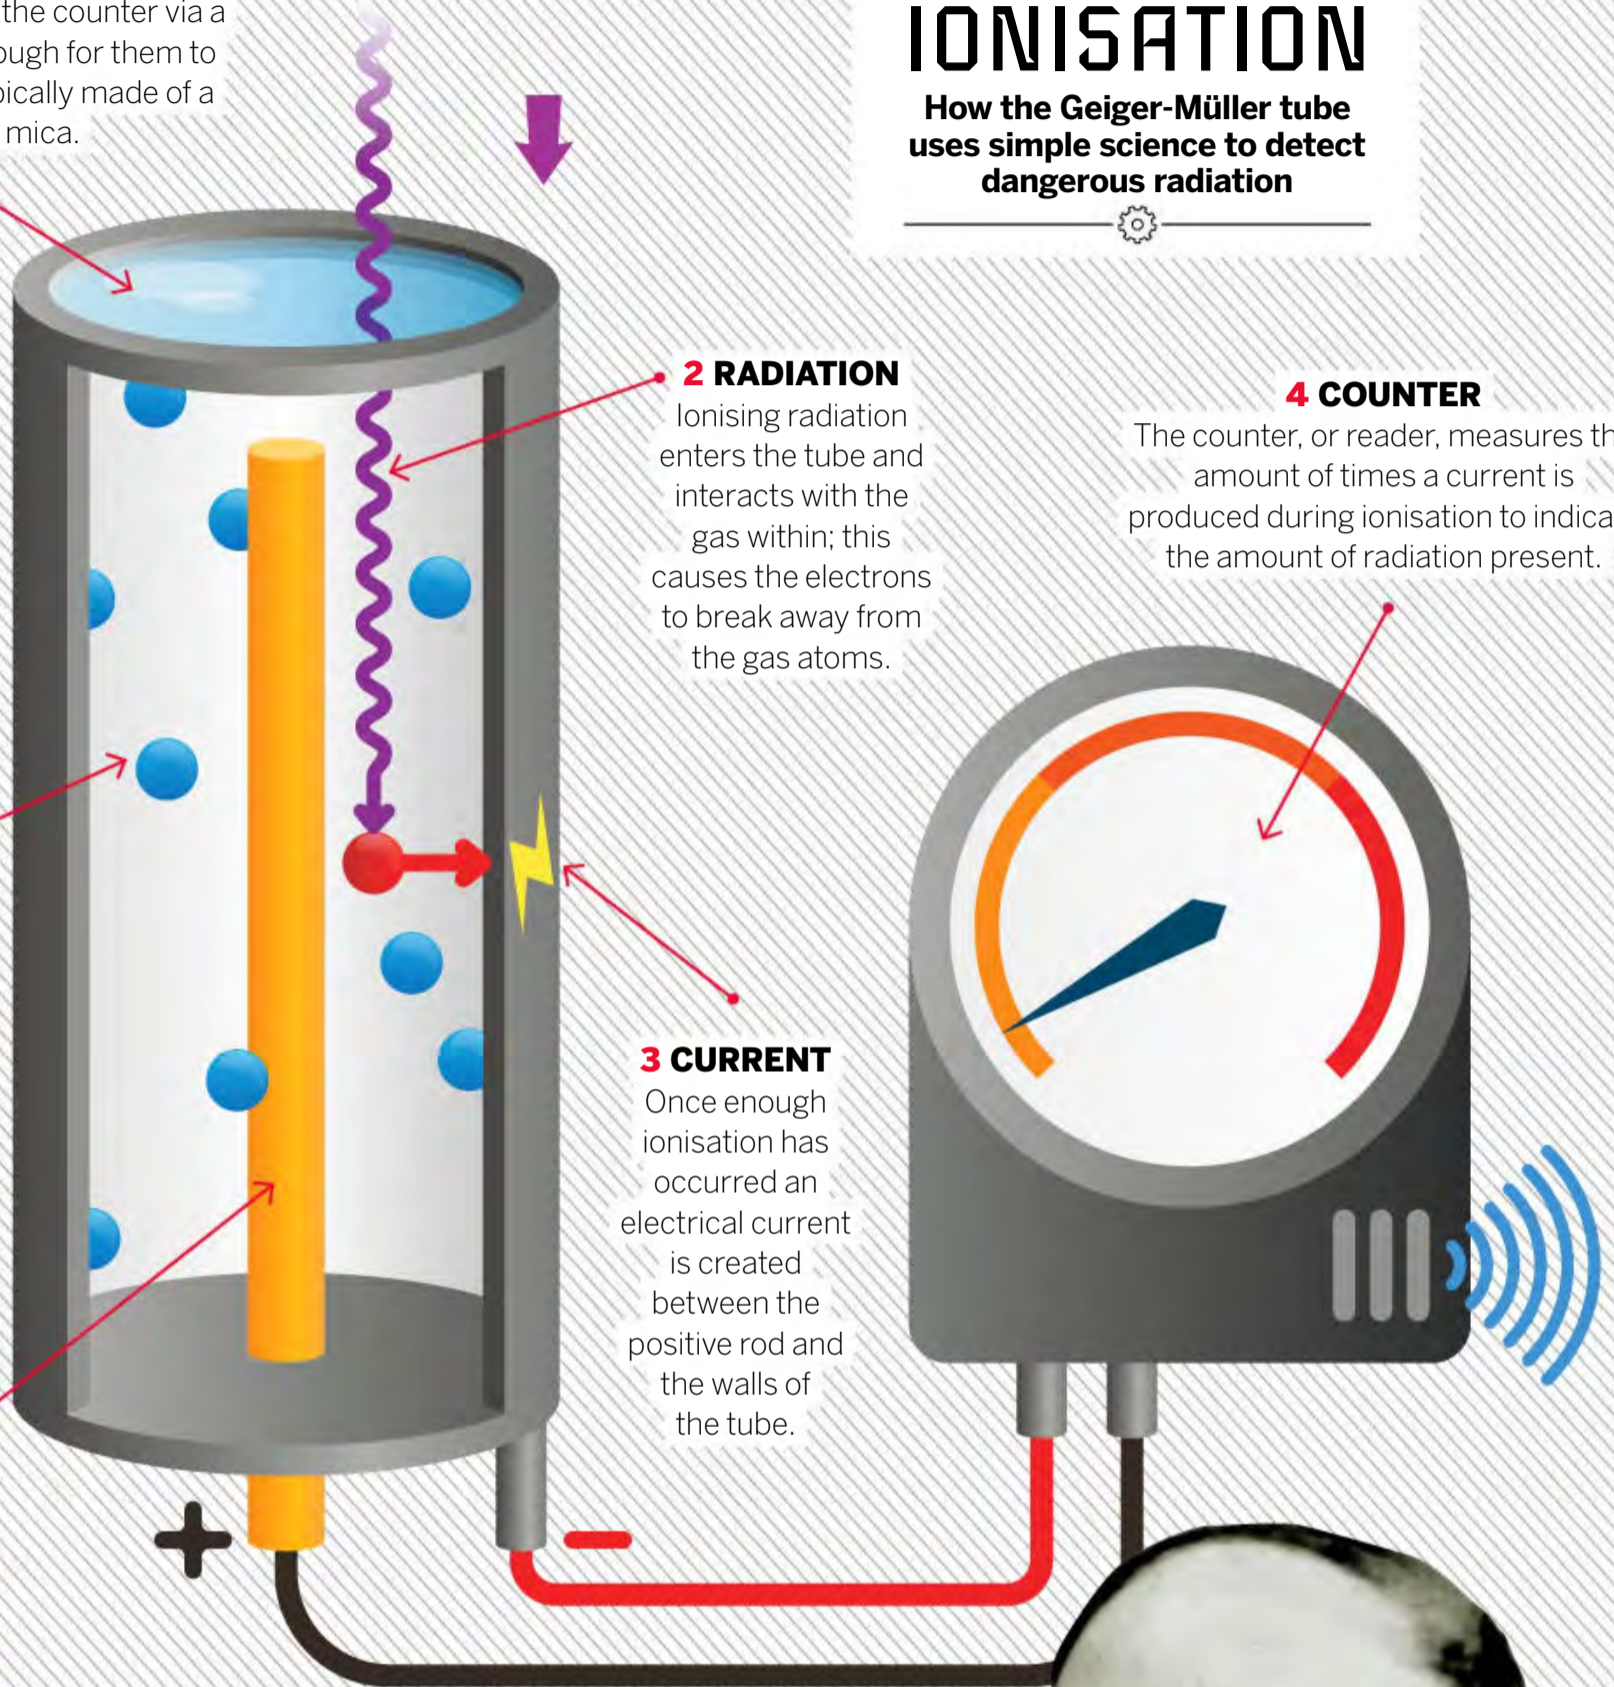 the counter via a
ough for them to
pically made of a
mica.
IONISATION
How the Geiger-Müller tube
uses simple science to detect
dangerous radiation
2 RADIATION
Ionising radiation
enters the tube and
interacts with the
gas within; this
causes the electrons
to break away from
the gas atoms.
4 COUNTER
The counter, or reader, measures th
amount of times a current is
produced during ionisation to indica
the amount of radiation present.
3 CURRENT
Once enough
ionisation has
occurred an
electrical current
is created
between the
positive rod and
the walls of
the tube.
+
-